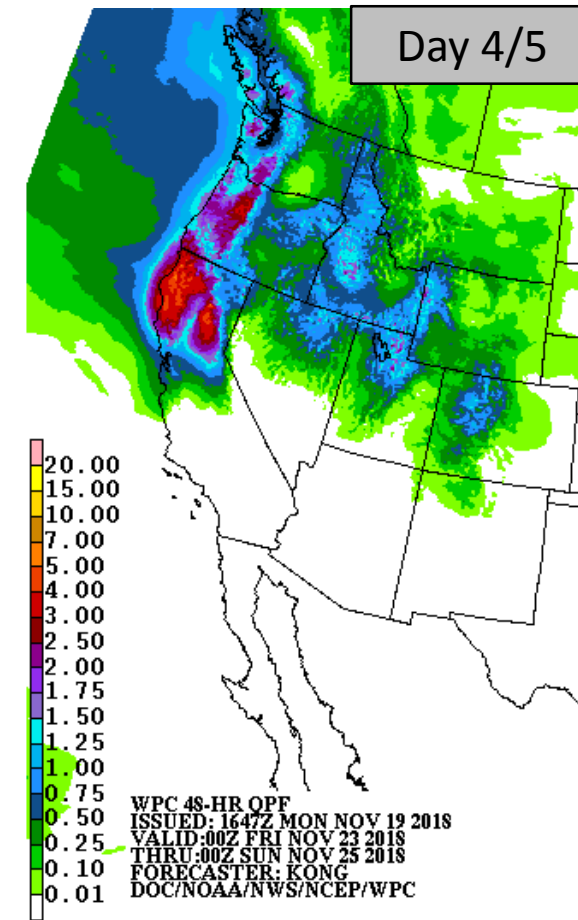 Day 4/5
20.00
15.00
10.00
7.00
5.00
4.00
3.00
2.50
2.00
1.75
1.50
1.25
1.00
0.75
0.50
0.25
0.10
0.01
WPC 48-HR QPF
ISSUED: 1647Z MON NOV 19 2018
VALID:00Z FRI NOV 23 2018
THRU:00Z SUN NOV 25 2018
FORECASTER: KONG
DOC/NOAA/NWS/NCEP/WPC